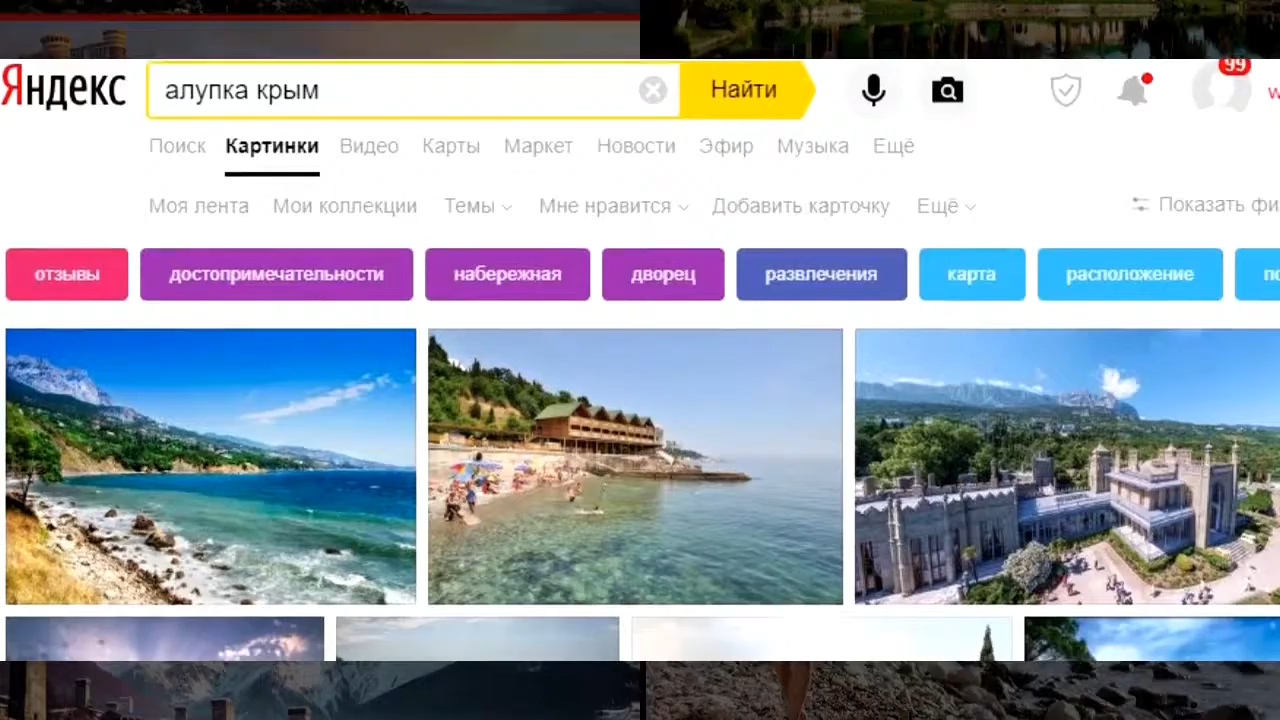 Яндекс
алупка крым
Найти
99
Поиск Картинки Видео Карты Маркет Новости Эфир Музыка Ещё
Моя лента Мои коллекции Темы Мне нравится Добавить карточку Ещё Показать
отзывы достопримечательности набережная дворец развлечения карта расположение